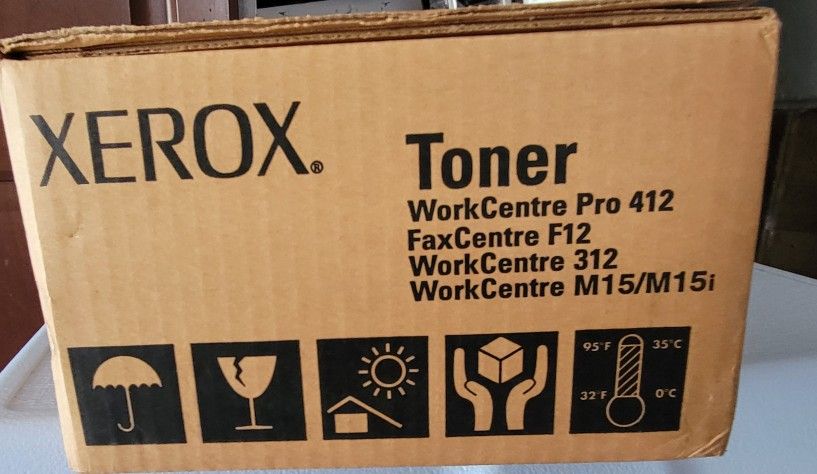 XEROX®
Toner
WorkCentre Pro 412
FaxCentre F12
WorkCentre 312
WorkCentre M15/M15i
95°F 35°C
32°F 0°C